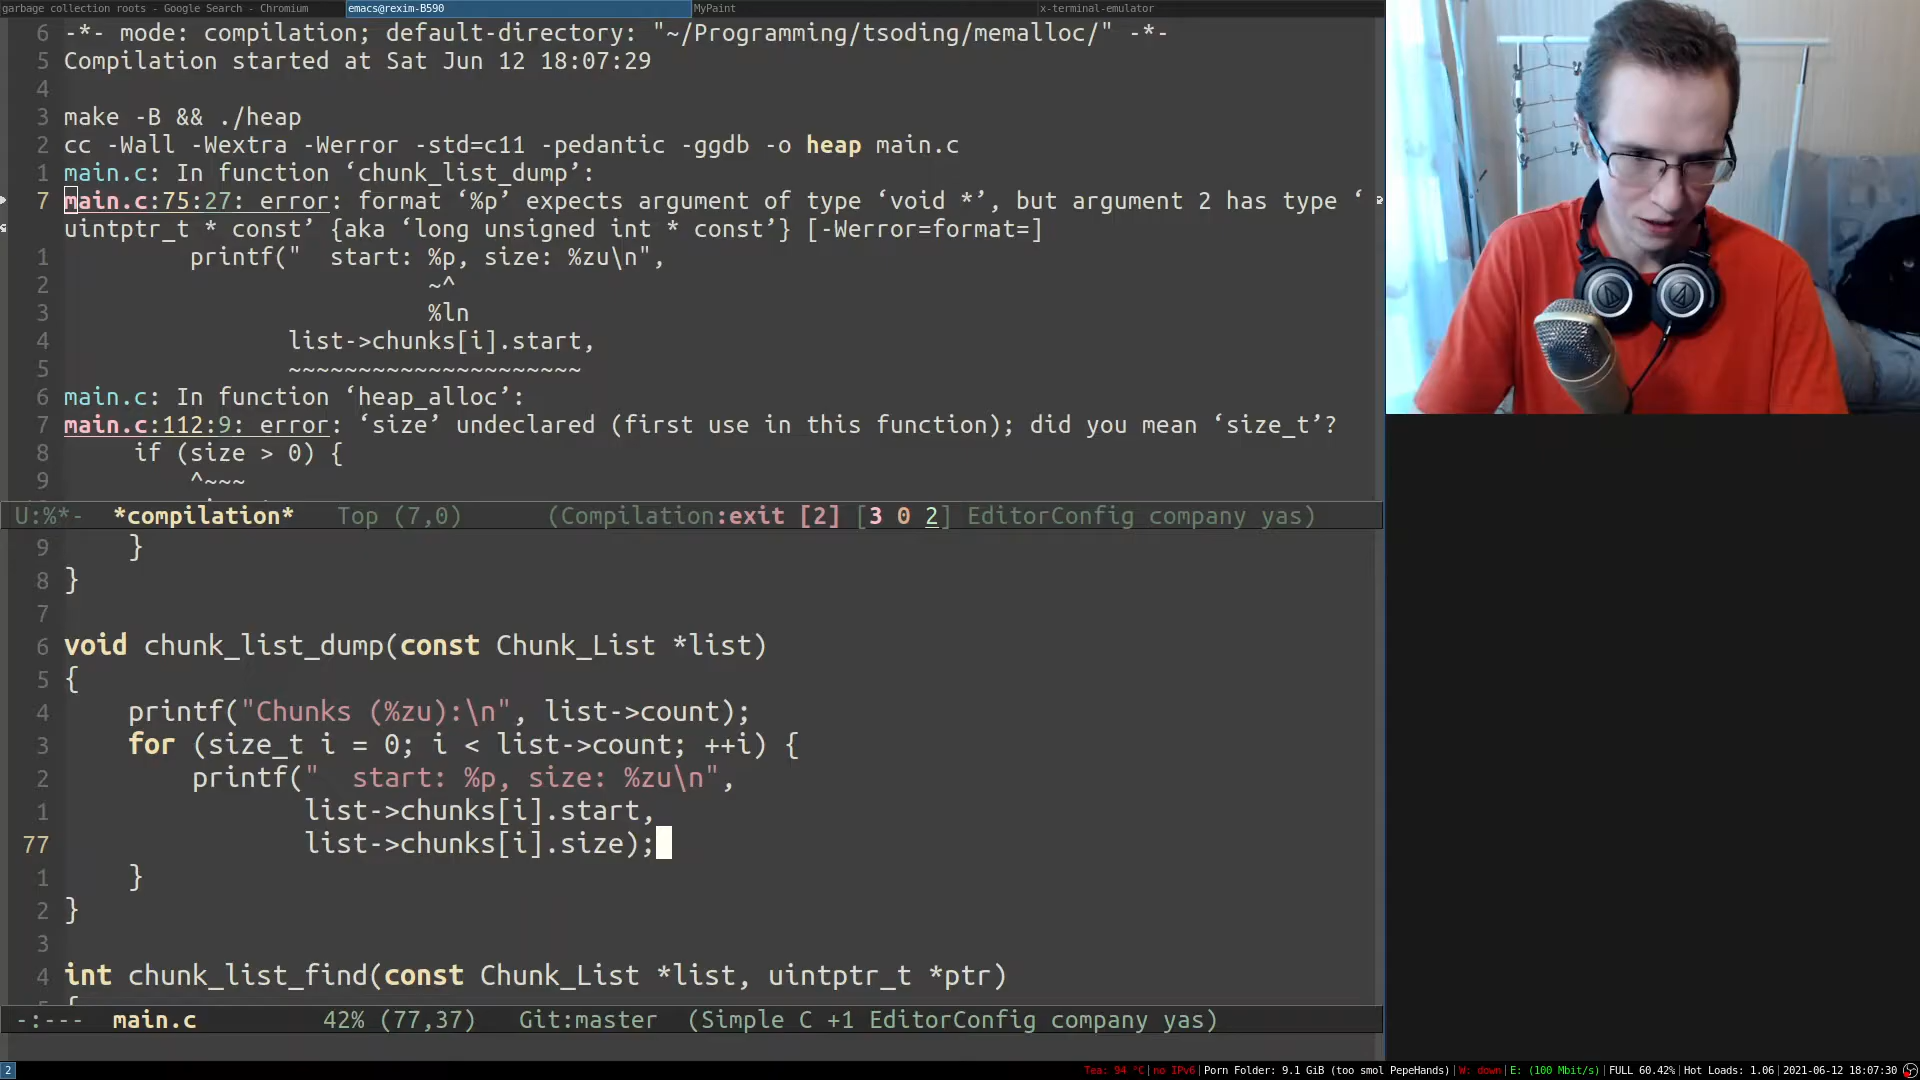 garbage collection roots - Google Search - Chromium emacs@rexim-B590 MyPaint x-terminal-emulator
6 -*- mode: compilation; default-directory: "~/Programming/tsoding/memalloc/" -*-
5 Compilation started at Sat Jun 12 18:07:29
4
3 make -B && ./heap
2 cc -Wall -Wextra -Werror -std=c11 -pedantic -ggdb -o heap main.c
1 main.c: In function ‘chunk_list_dump’:
7 main.c:75:27: error: format ‘%p’ expects argument of type ‘void *’, but argument 2 has type ‘
uintptr_t * const’ {aka ‘long unsigned int * const’} [-Werror=format=]
1 printf("  start: %p, size: %zu\n",
2 ~^
3 %ln
4 list->chunks[i].start,
5 ~~~~~~~~~~~~~~~~~~~~~
6 main.c: In function ‘heap_alloc’:
7 main.c:112:9: error: ‘size’ undeclared (first use in this function); did you mean ‘size_t’?
8 if (size > 0) {
9 ^~~~
U:%*- *compilation* Top (7,0) (Compilation:exit [2] [3 0 2] EditorConfig company yas)
9 }
8 }
7
6 void chunk_list_dump(const Chunk_List *list)
5 {
4 printf("Chunks (%zu):\n", list->count);
3 for (size_t i = 0; i < list->count; ++i) {
2 printf("  start: %p, size: %zu\n",
1 list->chunks[i].start,
77 list->chunks[i].size);
1 }
2 }
3
4 int chunk_list_find(const Chunk_List *list, uintptr_t *ptr)
-:--- main.c 42% (77,37) Git:master (Simple C +1 EditorConfig company yas)
2 Tea: 94 °C|no IPv6|Porn Folder: 9.1 GiB (too smol PepeHands)|W: down|E: (100 Mbit/s)|FULL 60.42%|Hot Loads: 1.06|2021-06-12 18:07:30